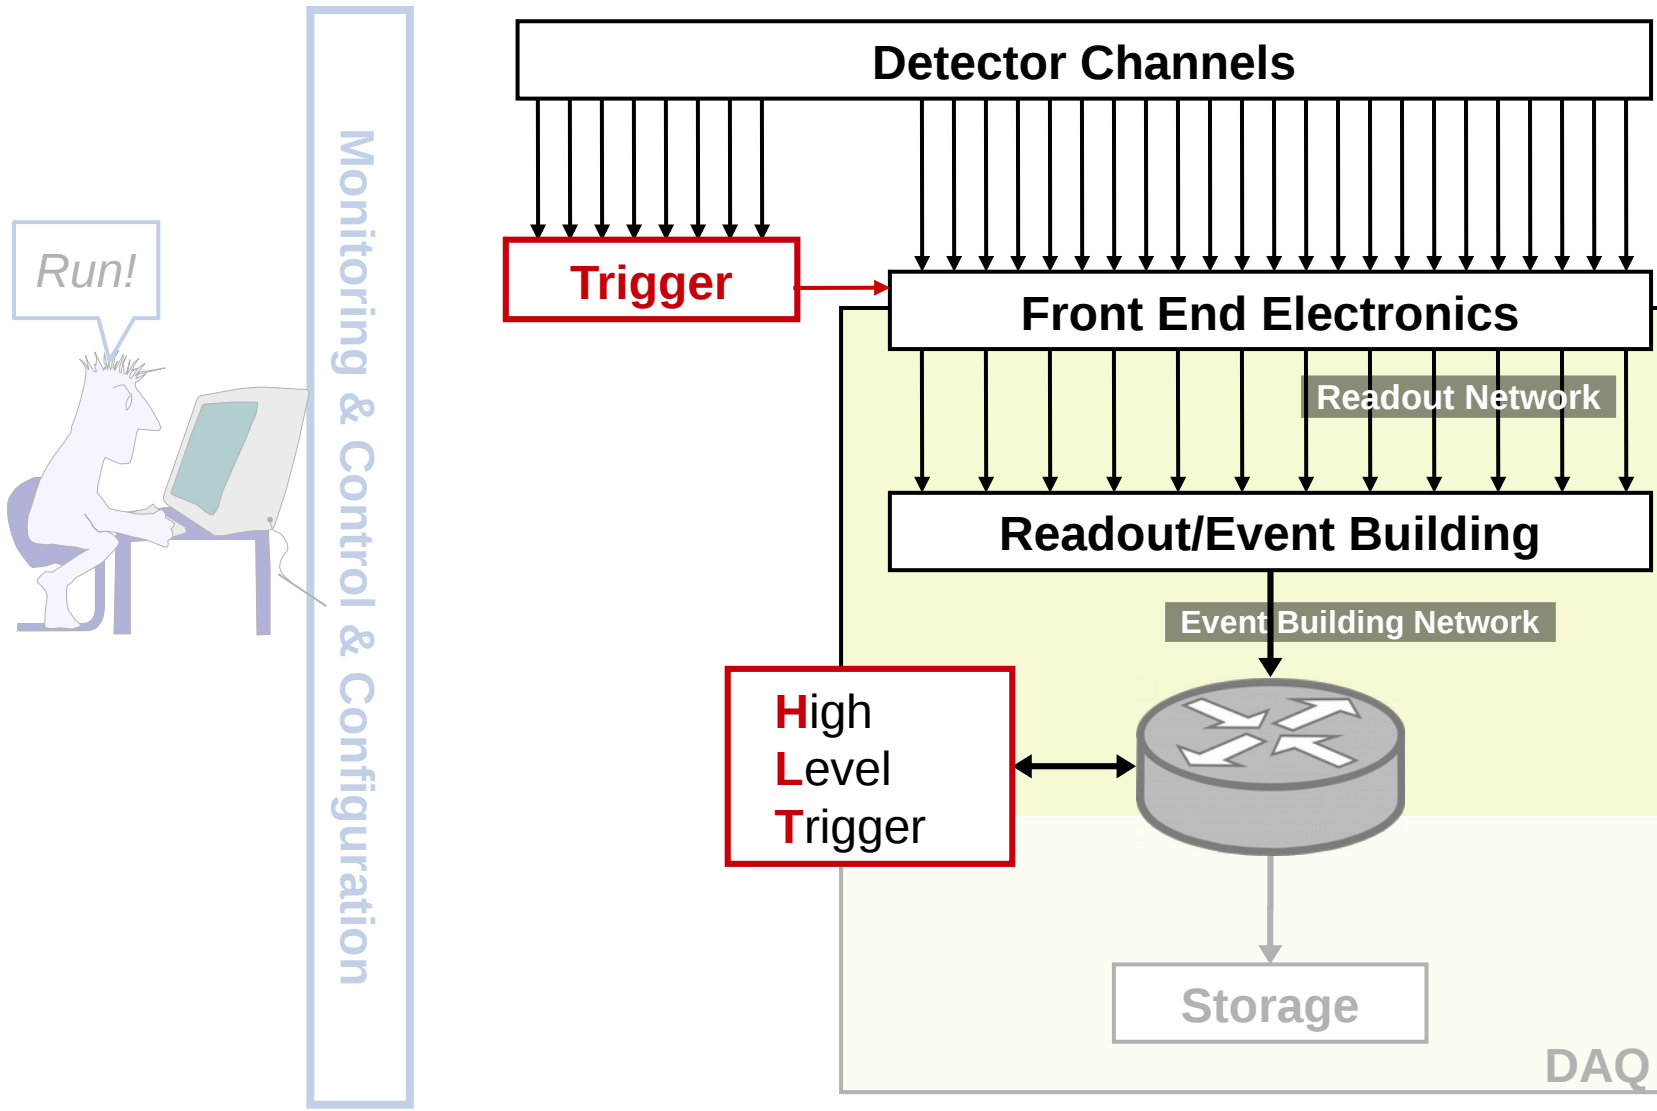 Detector Channels
Monitoring & Control & Configuration
Run!
Trigger
Front End Electronics
Readout Network
Readout/Event Building
Event Building Network
High
Level
Trigger
Storage
DAQ